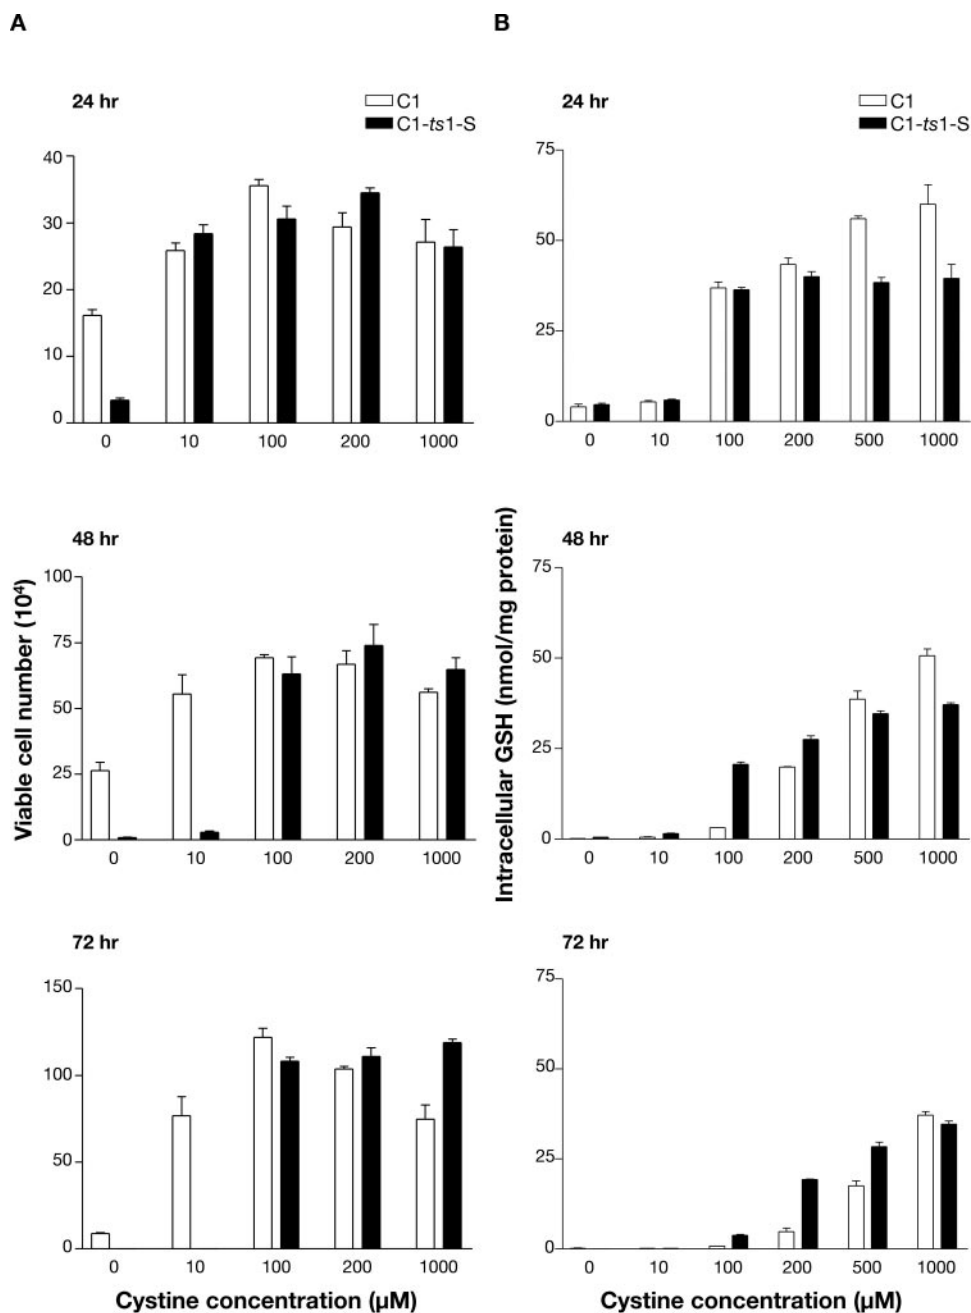 A
24 hr
C1
C1-ts1-S
40
30
20
10
0
0 10 100 200 1000
48 hr
100
75
50
25
0
0 10 100 200 1000
72 hr
150
100
50
0
0 10 100 200 1000
Viable cell number (10⁴)
Cystine concentration (µM)
B
24 hr
C1
C1-ts1-S
75
50
25
0
0 10 100 200 500 1000
48 hr
75
50
25
0
0 10 100 200 500 1000
72 hr
75
50
25
0
0 10 100 200 500 1000
Intracellular GSH (nmol/mg protein)
Cystine concentration (µM)